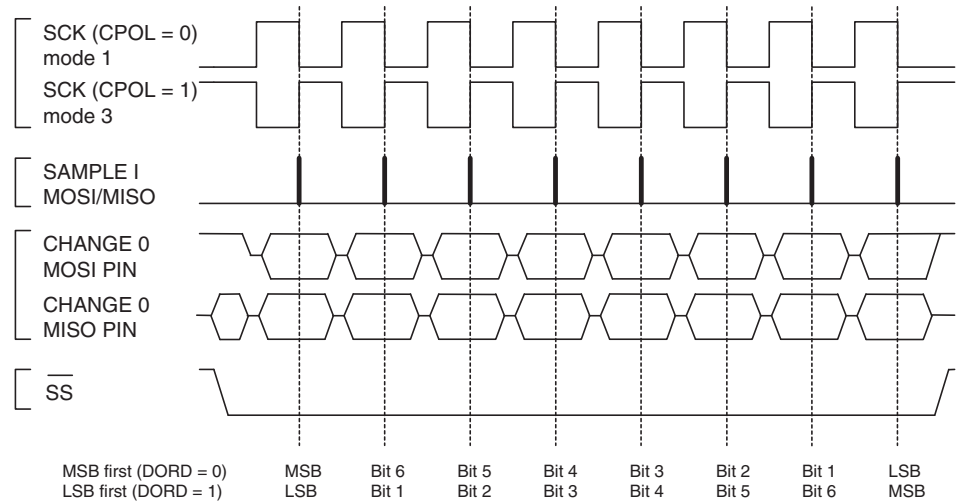 SCK (CPOL = 0)
mode 1
SCK (CPOL = 1)
mode 3
SAMPLE I
MOSI/MISO
CHANGE 0
MOSI PIN
CHANGE 0
MISO PIN
SS
MSB first (DORD = 0) MSB Bit 6 Bit 5 Bit 4 Bit 3 Bit 2 Bit 1 LSB
LSB first (DORD = 1) LSB Bit 1 Bit 2 Bit 3 Bit 4 Bit 5 Bit 6 MSB